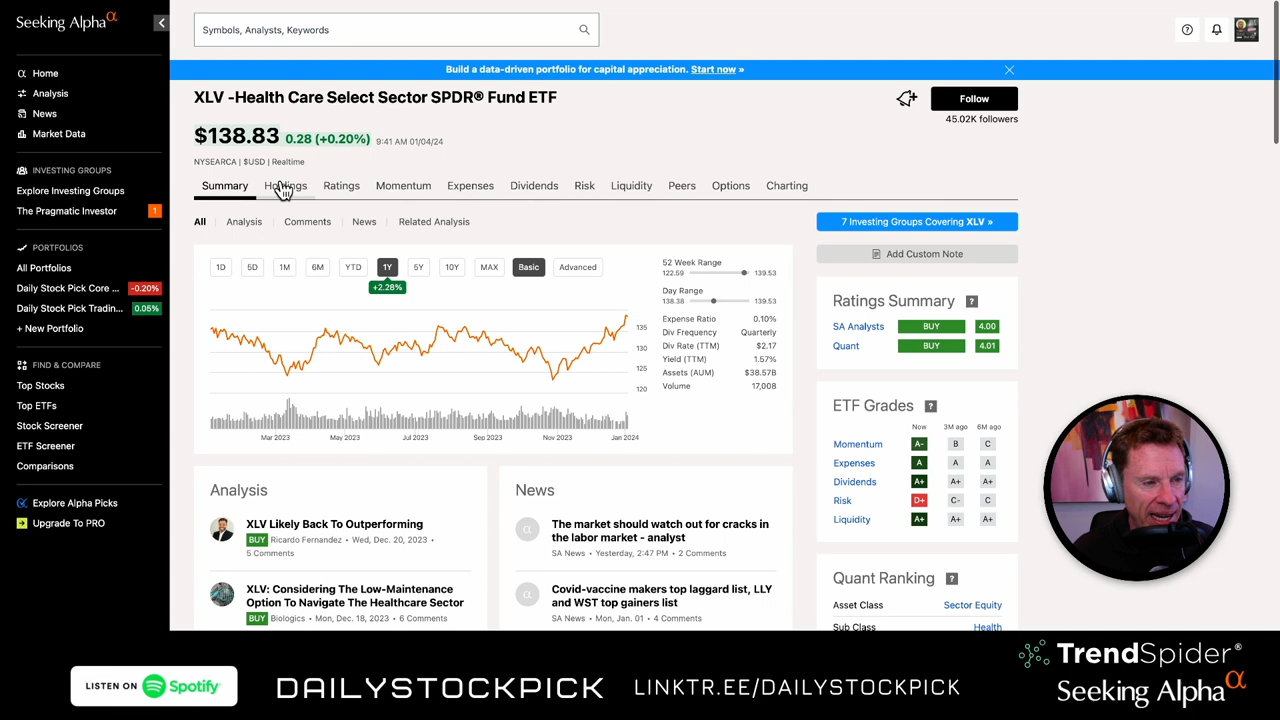 Seeking Alpha
Symbols, Analysts, Keywords
Home
Analysis
News
Market Data
INVESTING GROUPS
Explore Investing Groups
The Pragmatic Investor 1
PORTFOLIOS
All Portfolios
Daily Stock Pick Core ... -0.20%
Daily Stock Pick Tradin... 0.05%
+ New Portfolio
FIND & COMPARE
Top Stocks
Top ETFs
Stock Screener
ETF Screener
Comparisons
Explore Alpha Picks
Upgrade To PRO
Build a data-driven portfolio for capital appreciation. Start now »
XLV -Health Care Select Sector SPDR® Fund ETF
$138.83 0.28 (+0.20%) 9:41 AM 01/04/24
NYSEARCA | $USD | Realtime
Follow
45.02K followers
Summary Holdings Ratings Momentum Expenses Dividends Risk Liquidity Peers Options Charting
All Analysis Comments News Related Analysis
7 Investing Groups Covering XLV »
Add Custom Note
1D 5D 1M 6M YTD 1Y 5Y 10Y MAX Basic Advanced
+2.28%
135
130
125
120
Mar 2023 May 2023 Jul 2023 Sep 2023 Nov 2023 Jan 2024
52 Week Range
122.59 139.53
Day Range
138.38 139.53
Expense Ratio 0.10%
Div Frequency Quarterly
Div Rate (TTM) $2.17
Yield (TTM) 1.57%
Assets (AUM) $38.57B
Volume 17,008
Ratings Summary ?
SA Analysts BUY 4.00
Quant BUY 4.01
ETF Grades ?
Now 3M ago 6M ago
Momentum A- B C
Expenses A A A
Dividends A+ A+ A+
Risk D+ C- C
Liquidity A+ A+ A+
Quant Ranking ?
Asset Class Sector Equity
Sub Class Health
Analysis
XLV Likely Back To Outperforming
BUY Ricardo Fernandez • Wed, Dec. 20, 2023 •
5 Comments
XLV: Considering The Low-Maintenance
Option To Navigate The Healthcare Sector
BUY Biologics • Mon, Dec. 18, 2023 • 6 Comments
News
The market should watch out for cracks in
the labor market - analyst
SA News • Yesterday, 2:47 PM • 2 Comments
Covid-vaccine makers top laggard list, LLY
and WST top gainers list
SA News • Mon, Jan. 01 • 4 Comments
LISTEN ON Spotify
DAILYSTOCKPICK
LINKTR.EE/DAILYSTOCKPICK
TrendSpider®
Seeking Alpha